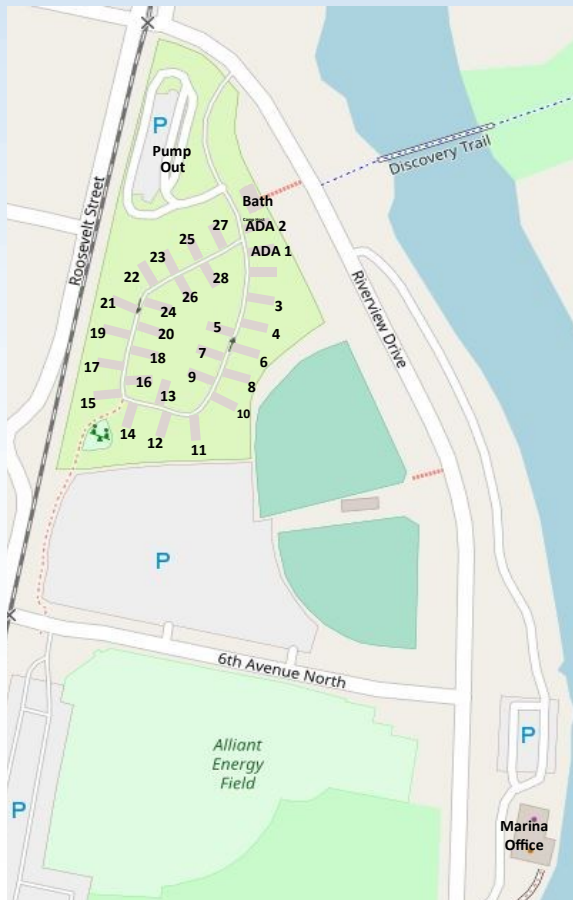 P
Pump
Out
Roosevelt Street
Discovery Trail
Bath
27
ADA 2
25
ADA 1
23
22
28
26
21
24
3
5
20
19
4
18
7
6
17
9
8
16
13
15
10
14
12
11
Riverview Drive
P
6th Avenue North
Alliant
Energy
Field
P
P
Marina
Office